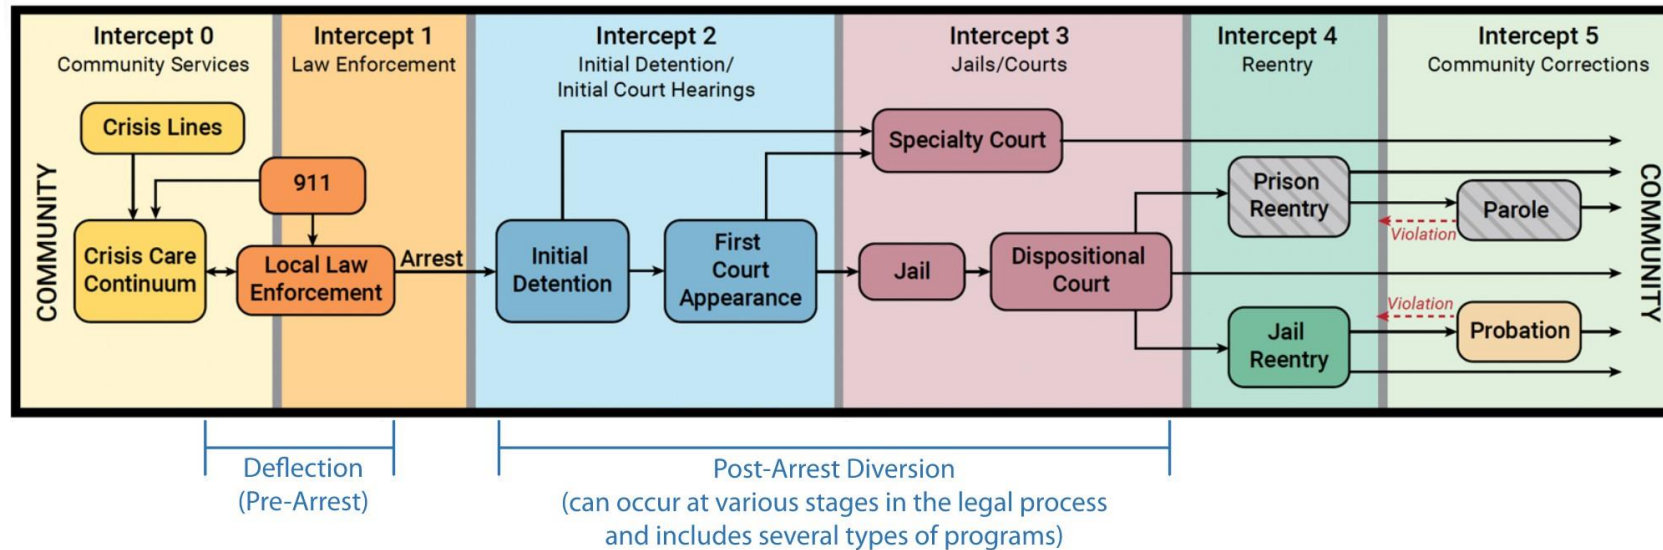 Intercept 0
Community Services
Intercept 1
Law Enforcement
Intercept 2
Initial Detention/
Initial Court Hearings
Intercept 3
Jails/Courts
Intercept 4
Reentry
Intercept 5
Community Corrections
COMMUNITY
Crisis Lines
911
Crisis Care
Continuum
Local Law
Enforcement
Arrest
Initial
Detention
First
Court
Appearance
Specialty Court
Jail
Dispositional
Court
Prison
Reentry
Violation
Parole
Jail
Reentry
Violation
Probation
COMMUNITY
Deflection
(Pre-Arrest)
Post-Arrest Diversion
(can occur at various stages in the legal process
and includes several types of programs)